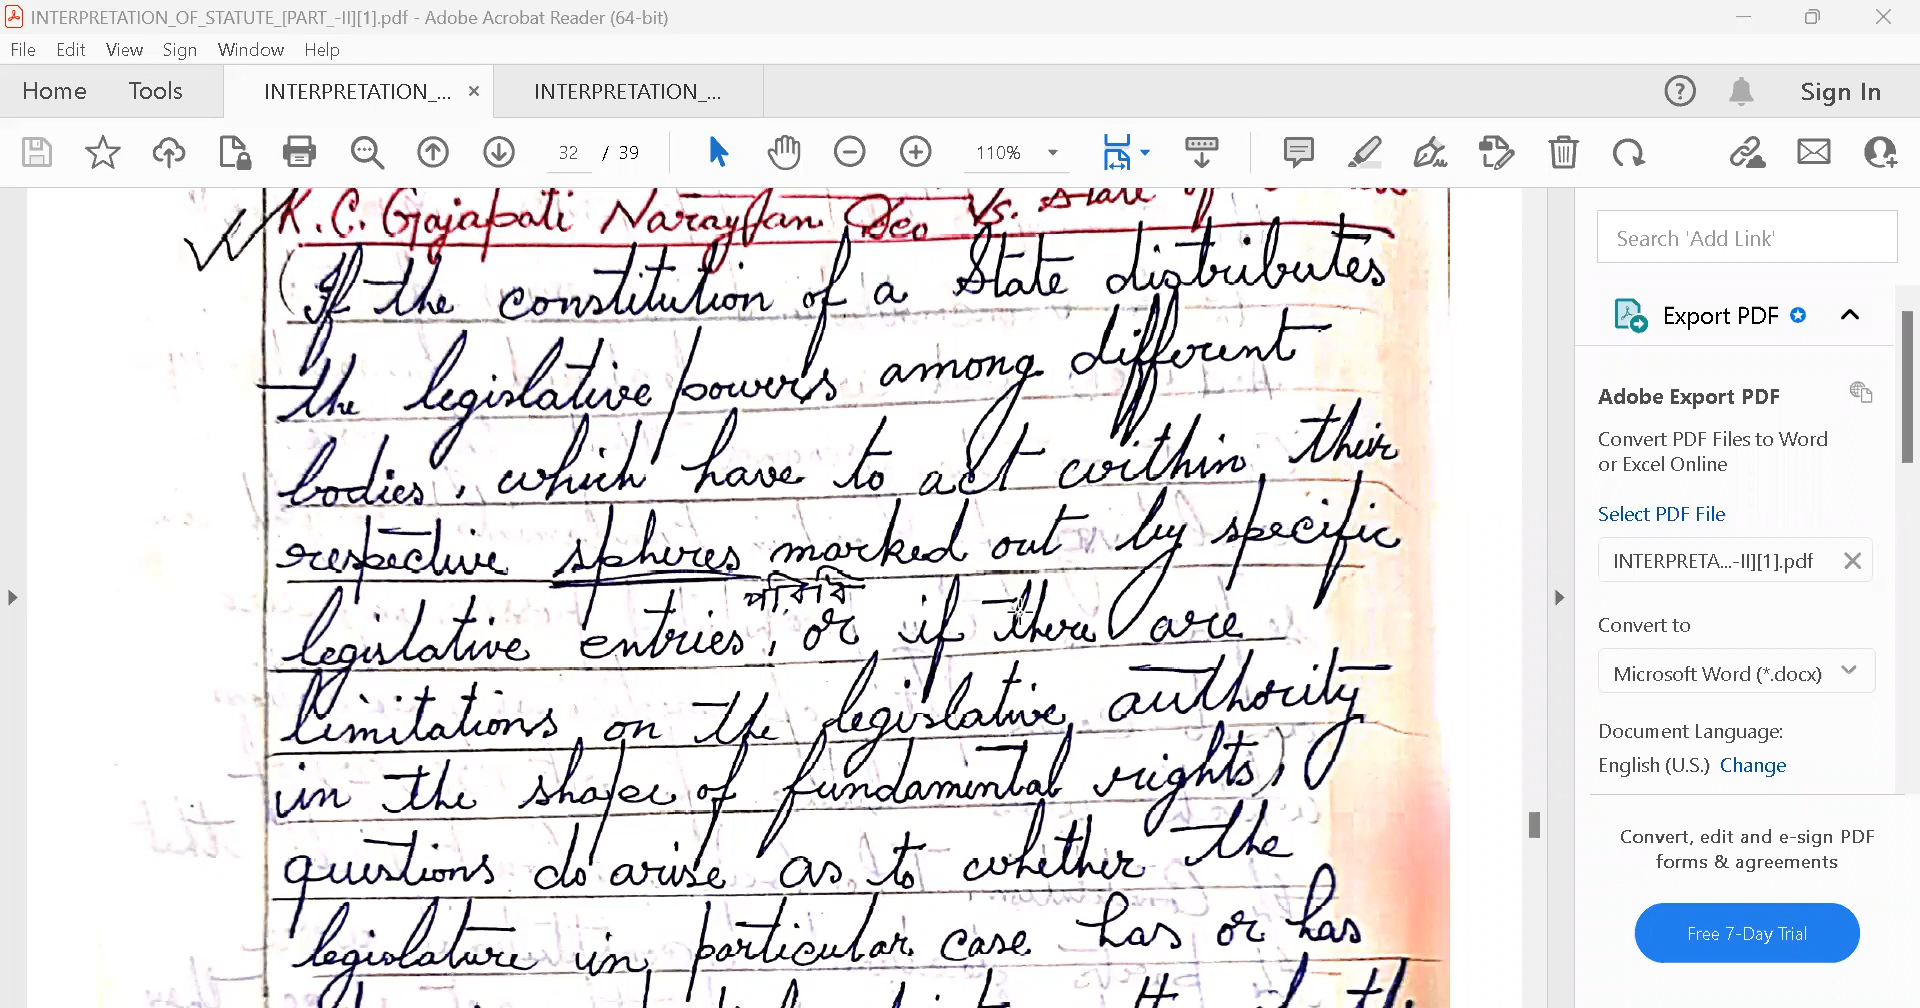 INTERPRETATION_OF_STATUTE_[PART_-II][1].pdf - Adobe Acrobat Reader (64-bit)
File Edit View Sign Window Help
Home Tools INTERPRETATION_... × INTERPRETATION_... Sign In
32 / 39 110%
K. C. Gajapati Narayan Deo Vs. State of
(If the constitution of a State distributes
the legislative powers among different
bodies, which have to act within their
respective spheres marked out by specific
legislative entries, or if there are
limitations on the legislative authority
in the shape of fundamental rights)
questions do arise as to whether the
legislature in particular case has or has
Search 'Add Link'
Export PDF
Adobe Export PDF
Convert PDF Files to Word
or Excel Online
Select PDF File
INTERPRETA...-II][1].pdf
Convert to
Microsoft Word (*.docx)
Document Language:
English (U.S.) Change
Convert, edit and e-sign PDF
forms & agreements
Free 7-Day Trial